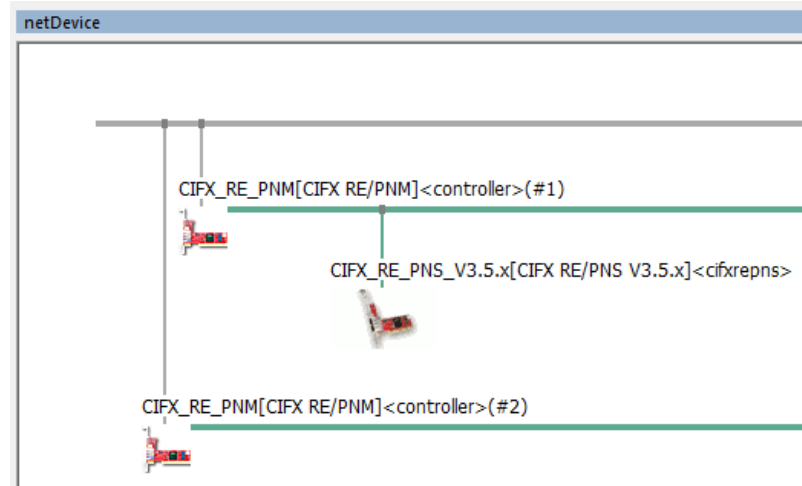 netDevice
CIFX_RE_PNM[CIFX RE/PNM]<controller>(#1)
CIFX_RE_PNS_V3.5.x[CIFX RE/PNS V3.5.x]<cifxrepns>
CIFX_RE_PNM[CIFX RE/PNM]<controller>(#2)